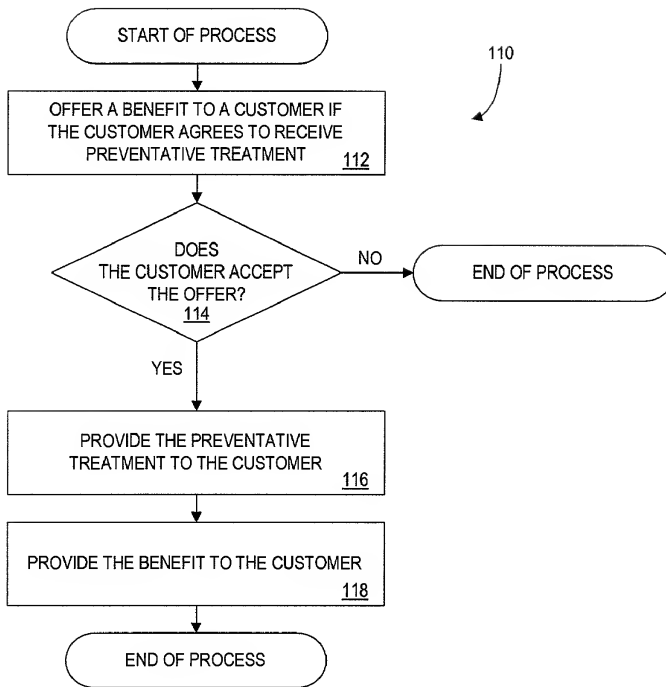 START OF PROCESS
110
OFFER A BENEFIT TO A CUSTOMER IF
THE CUSTOMER AGREES TO RECEIVE
PREVENTATIVE TREATMENT
112
DOES
THE CUSTOMER ACCEPT
THE OFFER?
114
NO
END OF PROCESS
YES
PROVIDE THE PREVENTATIVE
TREATMENT TO THE CUSTOMER
116
PROVIDE THE BENEFIT TO THE CUSTOMER
118
END OF PROCESS